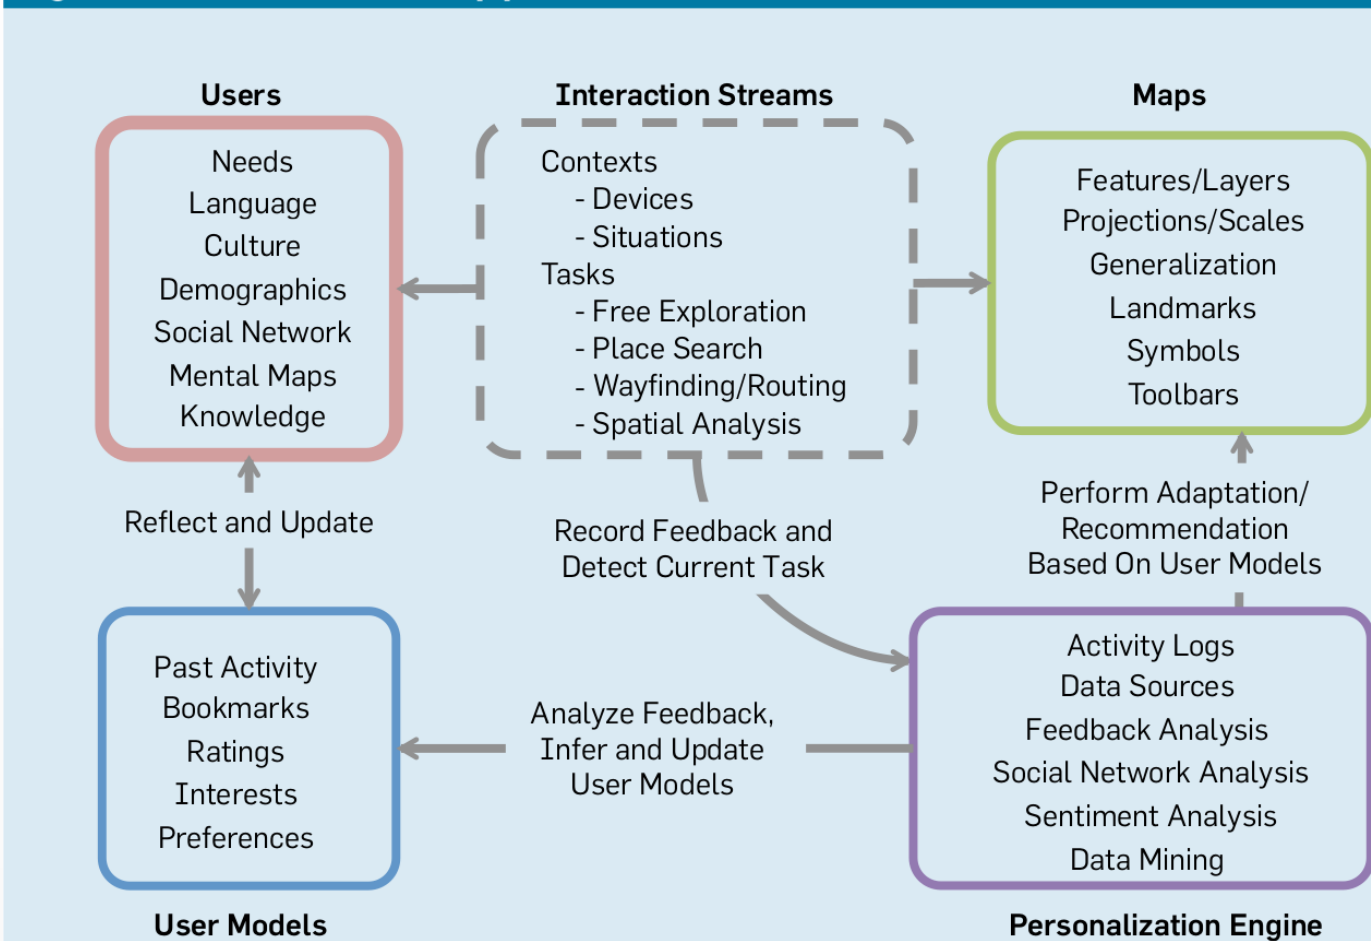 Users
Needs
Language
Culture
Demographics
Social Network
Mental Maps
Knowledge
Interaction Streams
Contexts
- Devices
- Situations
Tasks
- Free Exploration
- Place Search
- Wayfinding/Routing
- Spatial Analysis
Maps
Features/Layers
Projections/Scales
Generalization
Landmarks
Symbols
Toolbars
Reflect and Update
Record Feedback and
Detect Current Task
Perform Adaptation/
Recommendation
Based On User Models
Past Activity
Bookmarks
Ratings
Interests
Preferences
User Models
Analyze Feedback,
Infer and Update
User Models
Activity Logs
Data Sources
Feedback Analysis
Social Network Analysis
Sentiment Analysis
Data Mining
Personalization Engine